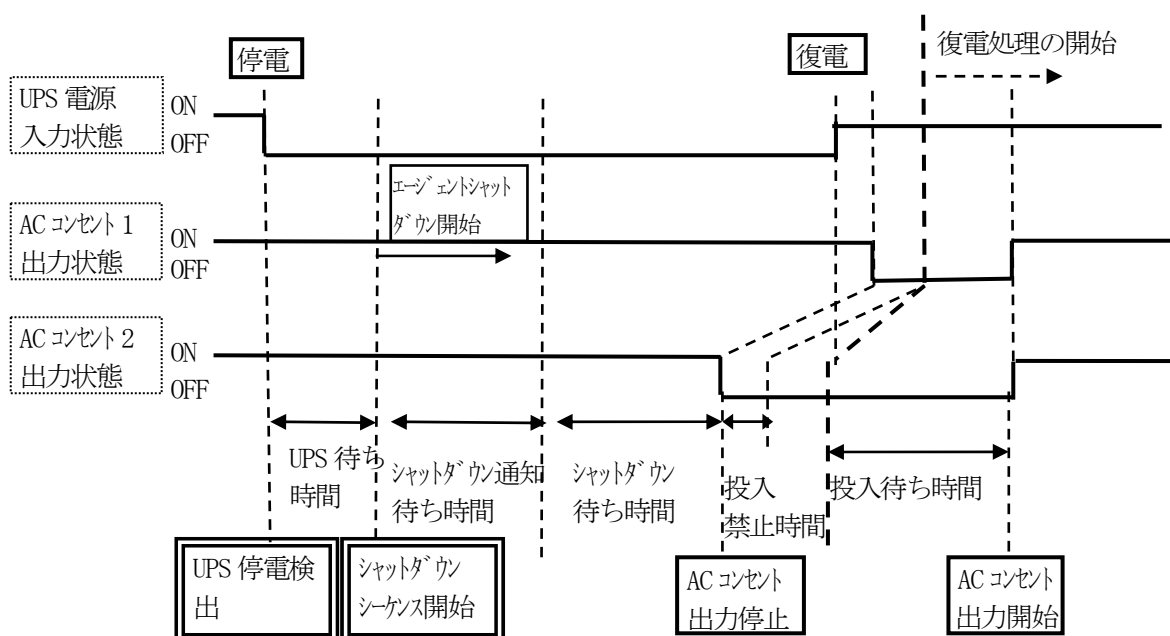 停電
復電
復電処理の開始
UPS 電源
入力状態
ON
OFF
エージェントシャット
ダウン開始
AC コンセント 1
出力状態
ON
OFF
AC コンセント 2
出力状態
ON
OFF
UPS 待ち
時間
シャットダウン通知
待ち時間
シャットダウン
待ち時間
投入
禁止時間
投入待ち時間
UPS 停電検
出
シャットダウン
シーケンス開始
AC コンセント
出力停止
AC コンセント
出力開始